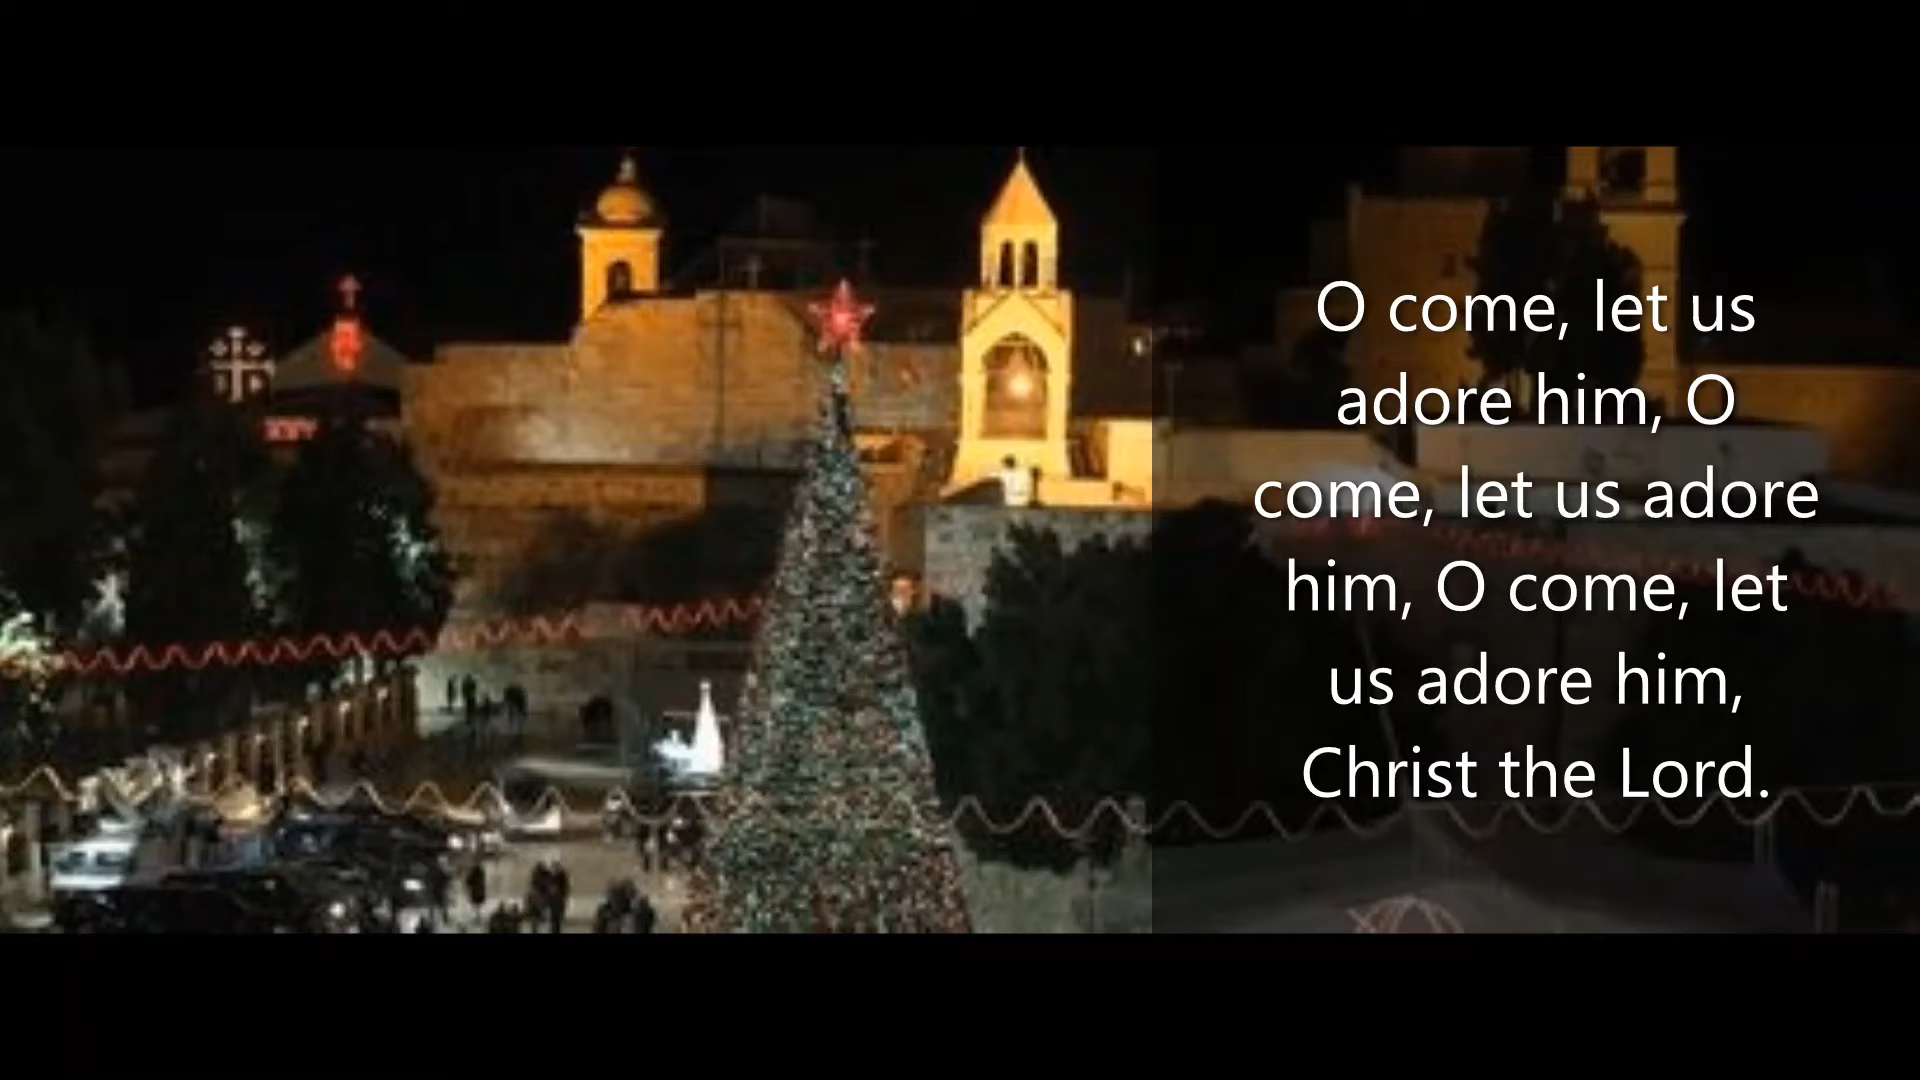 O come, let us
adore him, O
come, let us adore
him, O come, let
us adore him,
Christ the Lord.